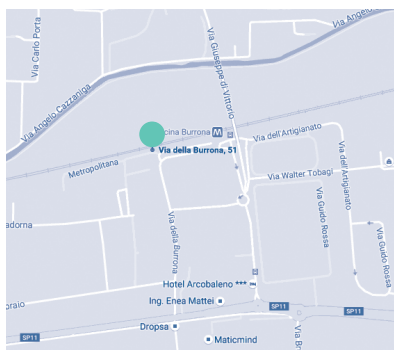 Via Carlo Porta
Via Angelo
Via Giuseppe di Vittorio
Via Angelo Cazzaniga
cina Burrona M
Via della Burrona, 51
Via dell'Artigianato
Metropolitana
Via Walter Tobagi
Via dell'Artigianato
Via Guido Rossa
Via Guido Rossa
adorna
Via della Burrona
Hotel Arcobaleno ***
Ing. Enea Mattei
oraio
SP11
SP11
SP11
Dropsa
Via Br
Maticmind